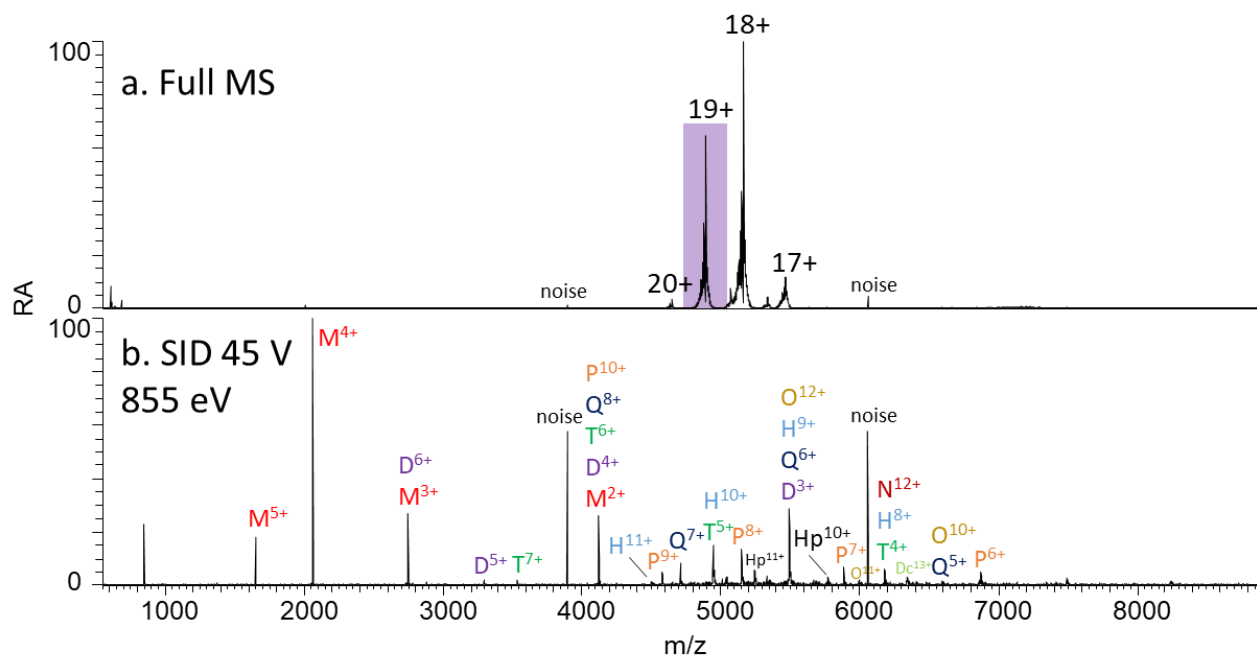 100
a. Full MS
18+
19+
20+
17+
noise
noise
RA
0
100
b. SID 45 V
855 eV
M⁴⁺
M⁵⁺
D⁶⁺
M³⁺
D⁵⁺
T⁷⁺
noise
P¹⁰⁺
Q⁸⁺
T⁶⁺
D⁴⁺
M²⁺
H¹¹⁺
P⁹⁺
Q⁷⁺
H¹⁰⁺
T⁵⁺
P⁸⁺
Hp¹¹⁺
O¹²⁺
H⁹⁺
Q⁶⁺
D³⁺
Hp¹⁰⁺
P⁷⁺
O¹¹⁺
noise
N¹²⁺
H⁸⁺
T⁴⁺
Dc¹³⁺
O¹⁰⁺
Q⁵⁺
P⁶⁺
0
1000 2000 3000 4000 5000 6000 7000 8000
m/z